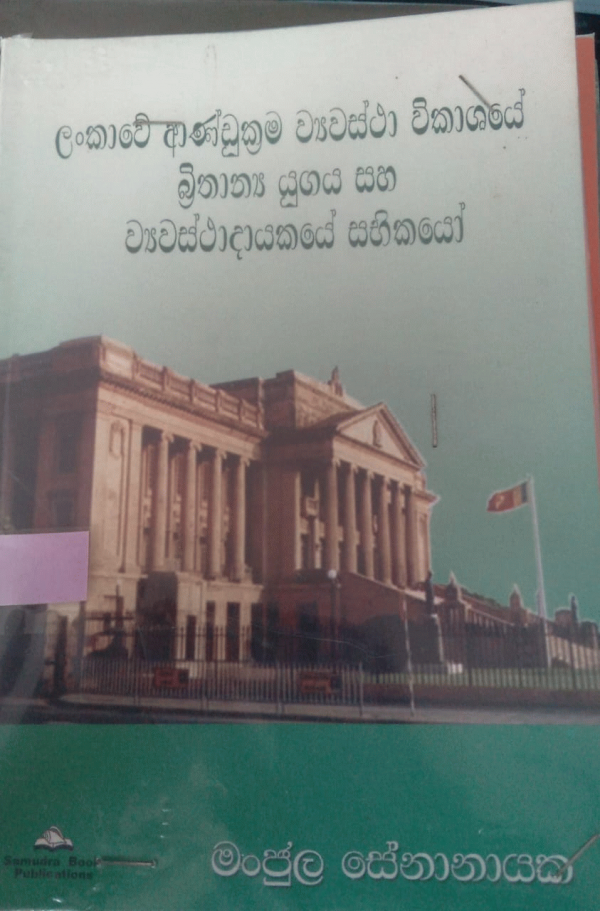 ලංකාවේ ආණ්ඩුක්‍රම ව්‍යවස්ථා විකාශයේ
බ්‍රිතාන්‍ය යුගය සහ
ව්‍යවස්ථාදායකයේ සභිකයෝ
Samudra Book
Publications
මංජුල සේනානායක